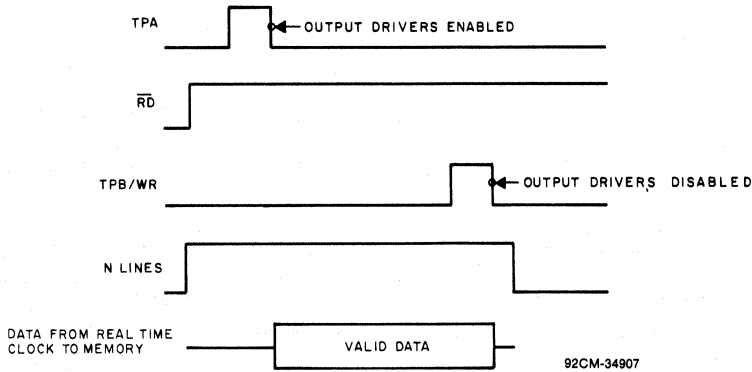 TPA
OUTPUT DRIVERS ENABLED
RD
TPB/WR
OUTPUT DRIVERS DISABLED
N LINES
DATA FROM REAL TIME
CLOCK TO MEMORY
VALID DATA
92CM-34907